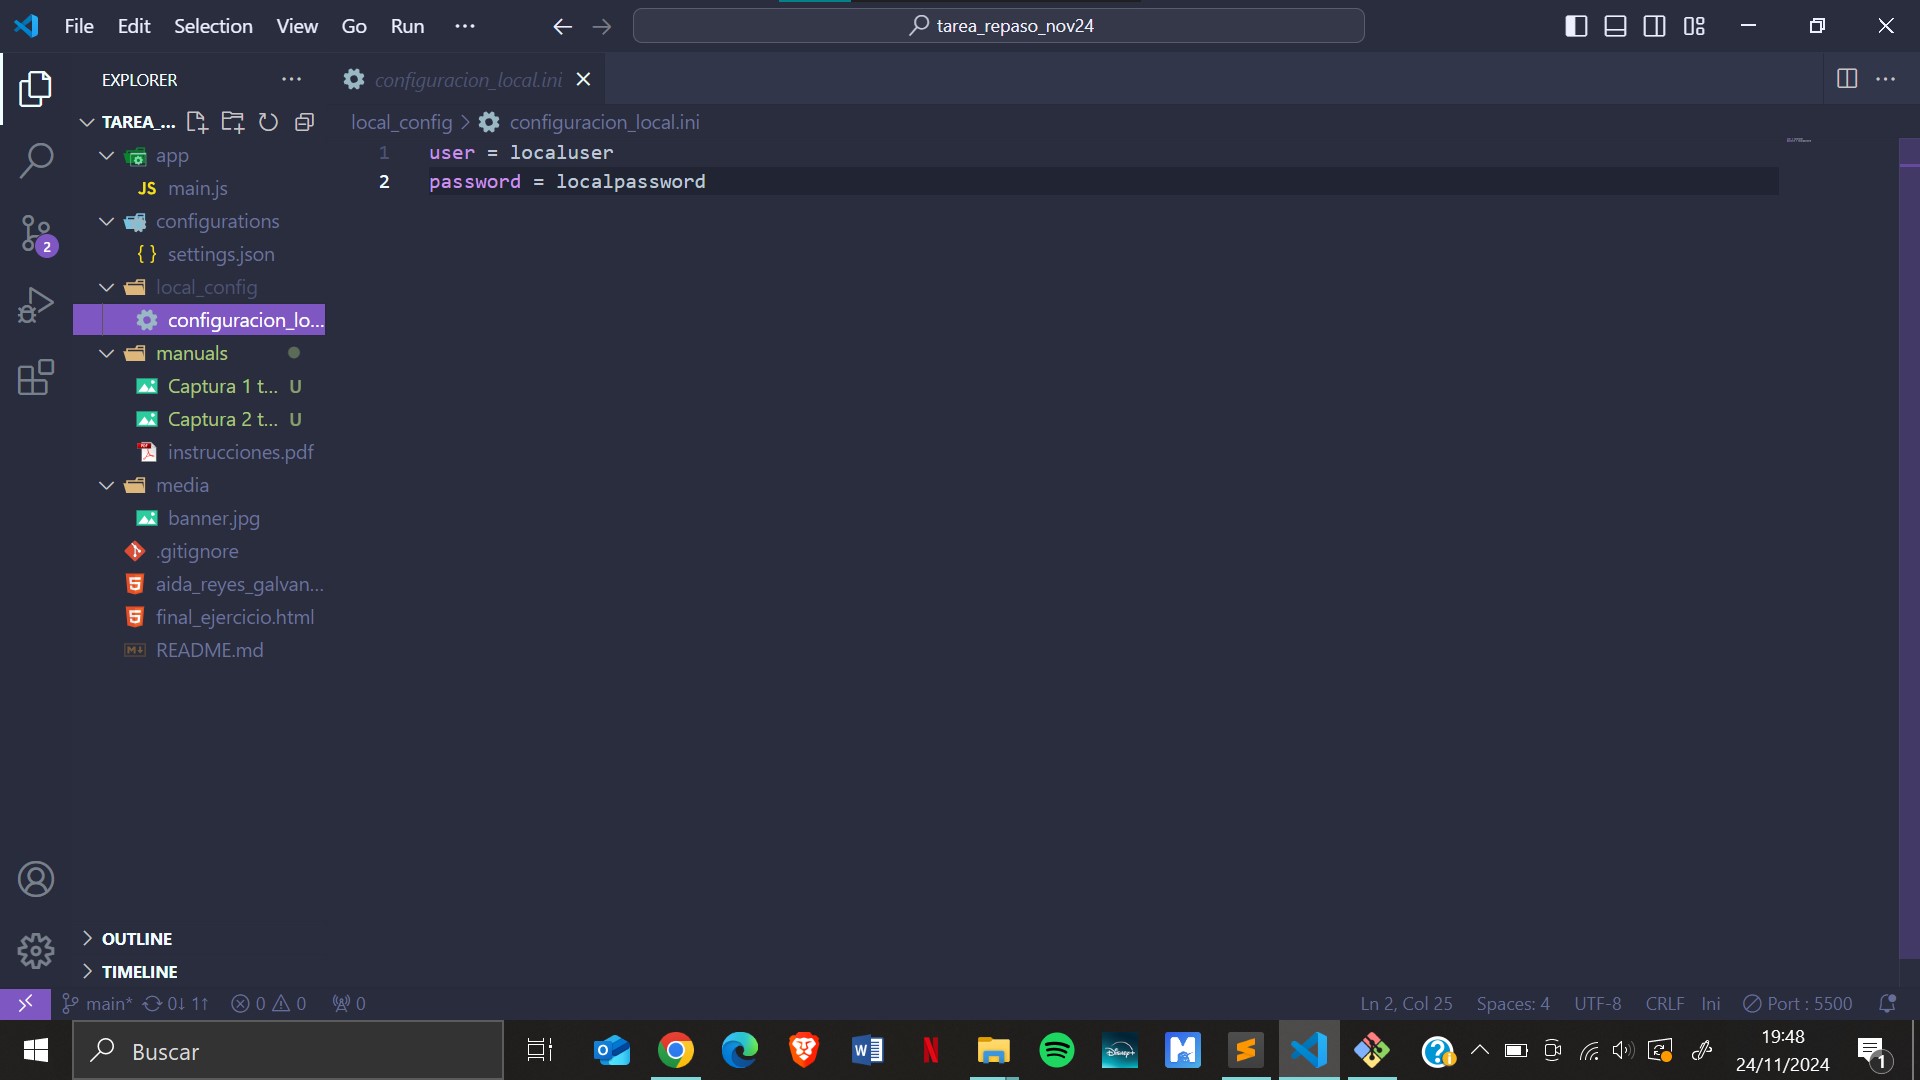 File Edit Selection View Go Run ··· tarea_repaso_nov24
EXPLORER
configuracion_local.ini
TAREA_...
local_config > configuracion_local.ini
app
main.js
configurations
settings.json
local_config
configuracion_lo...
manuals
Captura 1 t... U
Captura 2 t... U
instrucciones.pdf
media
banner.jpg
.gitignore
aida_reyes_galvan...
final_ejercicio.html
README.md
1 user = localuser
2 password = localpassword
2
OUTLINE
TIMELINE
main* 0↓ 1↑ 0 0 0 Ln 2, Col 25 Spaces: 4 UTF-8 CRLF Ini Port : 5500
Buscar
Disney+
19:48
24/11/2024
1